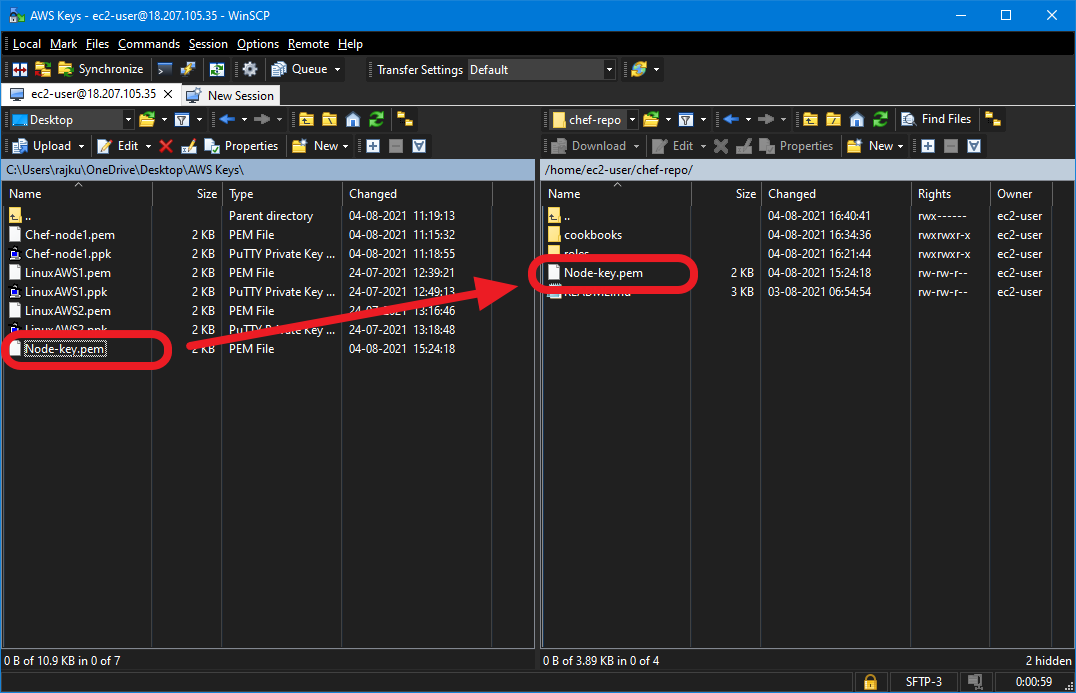 AWS Keys - ec2-user@18.207.105.35 - WinSCP
Local Mark Files Commands Session Options Remote Help
Synchronize Queue Transfer Settings Default
ec2-user@18.207.105.35 New Session
Desktop
Upload Edit Properties New
C:\Users\rajku\OneDrive\Desktop\AWS Keys\
Name Size Type Changed
.. Parent directory 04-08-2021 11:19:13
Chef-node1.pem 2 KB PEM File 04-08-2021 11:15:32
Chef-node1.ppk 2 KB PuTTY Private Key ... 04-08-2021 11:18:55
LinuxAWS1.pem 2 KB PEM File 24-07-2021 12:39:21
LinuxAWS1.ppk 2 KB PuTTY Private Key ... 24-07-2021 12:49:13
LinuxAWS2.pem 2 KB PEM File 24-07-2021 13:16:46
LinuxAWS2.ppk 2 KB PuTTY Private Key ... 24-07-2021 13:18:48
Node-key.pem 2 KB PEM File 04-08-2021 15:24:18
0 B of 10.9 KB in 0 of 7
chef-repo Find Files
Download Edit Properties New
/home/ec2-user/chef-repo/
Name Size Changed Rights Owner
.. 04-08-2021 16:40:41 rwx------ ec2-user
cookbooks 04-08-2021 16:34:36 rwxrwxr-x ec2-user
roles 04-08-2021 16:21:44 rwxrwxr-x ec2-user
Node-key.pem 2 KB 04-08-2021 15:24:18 rw-rw-r-- ec2-user
README.md 3 KB 03-08-2021 06:54:54 rw-rw-r-- ec2-user
0 B of 3.89 KB in 0 of 4 2 hidden
SFTP-3 0:00:59